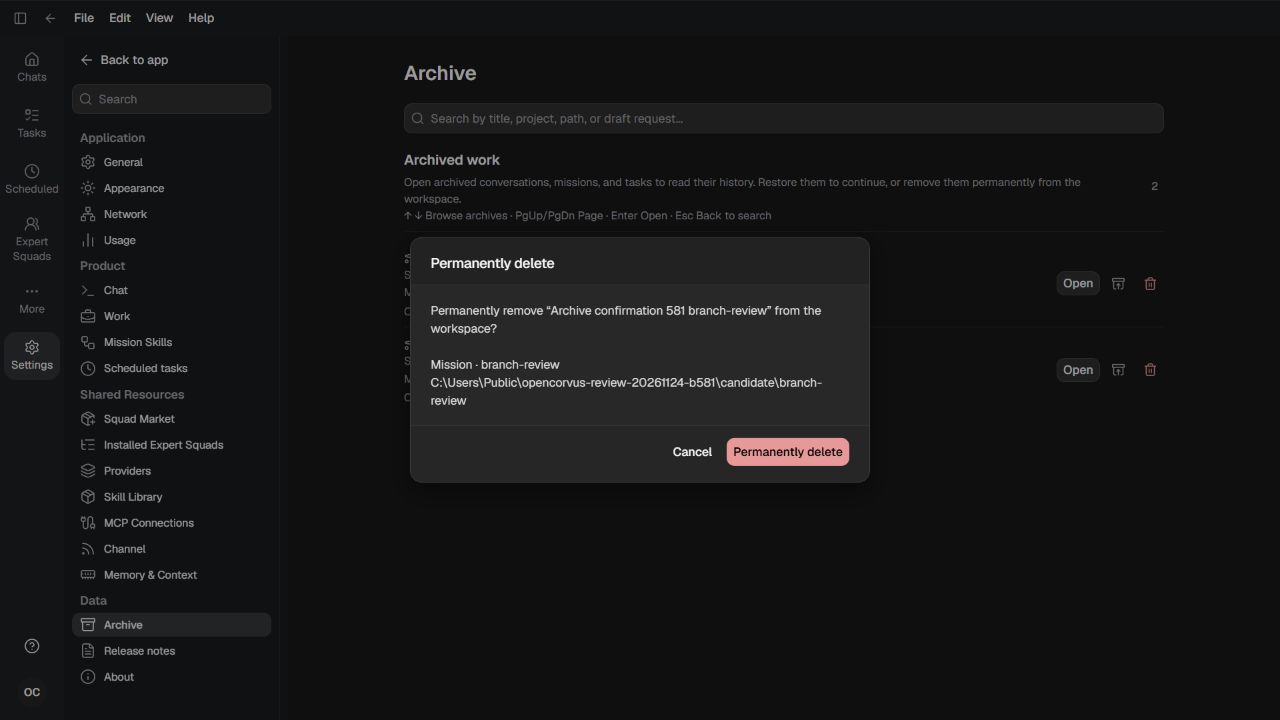 File Edit View Help
Chats
Tasks
Scheduled
Expert
Squads
More
Settings
OC
Back to app
Search
Application
General
Appearance
Network
Usage
Product
Chat
Work
Mission Skills
Scheduled tasks
Shared Resources
Squad Market
Installed Expert Squads
Providers
Skill Library
MCP Connections
Channel
Memory & Context
Data
Archive
Release notes
About
Archive
Search by title, project, path, or draft request...
Archived work
Open archived conversations, missions, and tasks to read their history. Restore them to continue, or remove them permanently from the
workspace.
2
↑ ↓ Browse archives · PgUp/PgDn Page · Enter Open · Esc Back to search
Open
Open
Permanently delete
Permanently remove “Archive confirmation 581 branch-review” from the
workspace?
Mission · branch-review
C:\Users\Public\opencorvus-review-20261124-b581\candidate\branch-
review
Cancel
Permanently delete